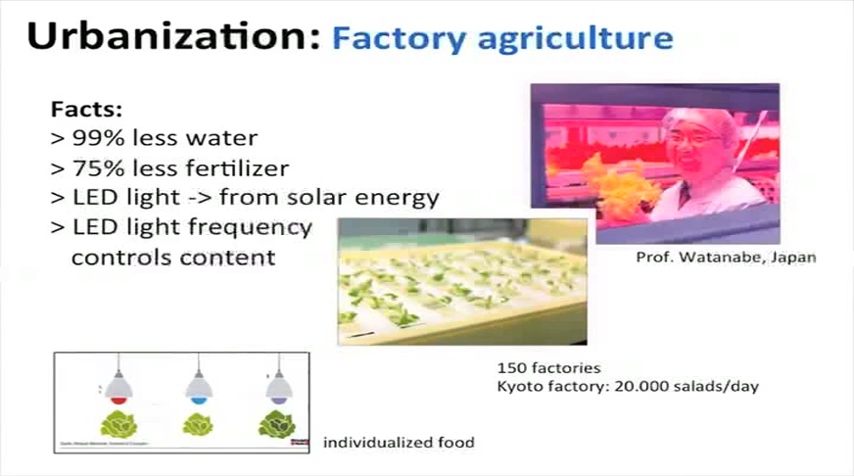 Urbanization: Factory agriculture
Facts:
> 99% less water
> 75% less fertilizer
> LED light -> from solar energy
> LED light frequency
controls content
Prof. Watanabe, Japan
150 factories
Kyoto factory: 20.000 salads/day
individualized food